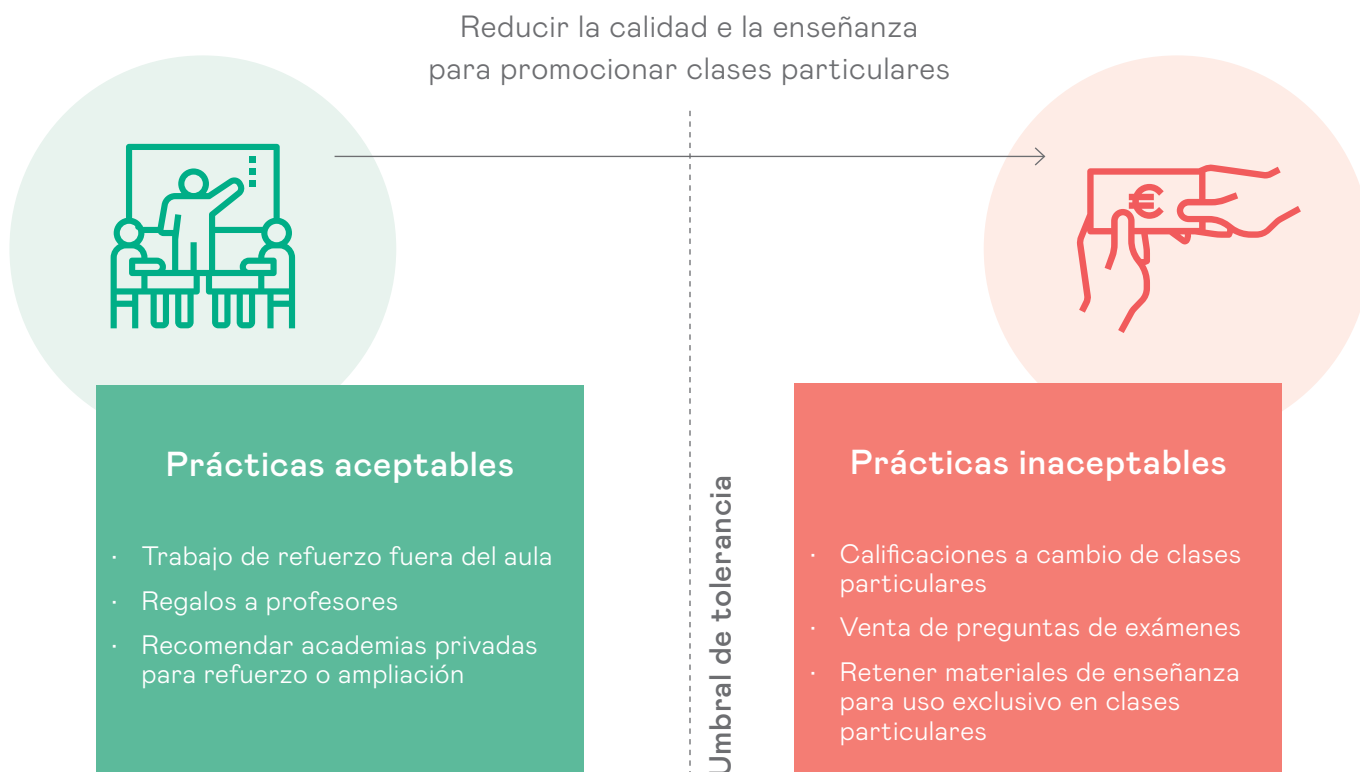 Reducir la calidad e la enseñanza
para promocionar clases particulares
€
Prácticas aceptables
· Trabajo de refuerzo fuera del aula
· Regalos a profesores
· Recomendar academias privadas
para refuerzo o ampliación
Umbral de tolerancia
Prácticas inaceptables
· Calificaciones a cambio de clases
particulares
· Venta de preguntas de exámenes
· Retener materiales de enseñanza
para uso exclusivo en clases
particulares